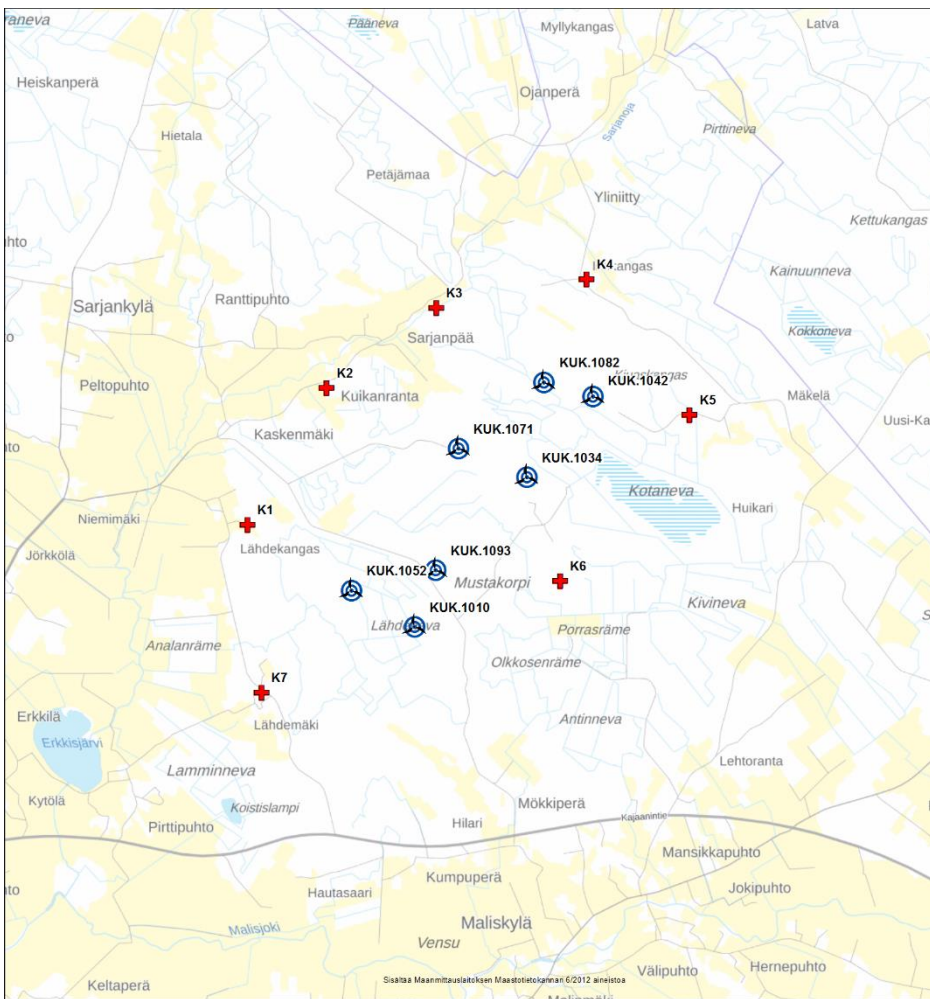 Pääneva
Myllykangas
Latva
Heiskanperä
Ojanperä
Sarjanoja
Hietala
Pirttineva
Petäjämaa
Yliniitty
Kettukangas
K4
Kainuunneva
K3
Sarjankylä
Ranttipuhto
Sarjanpää
Kokkoneva
KUK.1082
K2
KUK.1042
Peltopuhto
Kuikanranta
Mäkelä
K5
Uusi-Ka
Kaskenmäki
KUK.1071
KUK.1034
Kotaneva
Huikari
Niemimäki
K1
Jörkkölä
Lähdekangas
KUK.1093
KUK.1052
Mustakorpi
K6
Kivineva
KUK.1010
Porrasräme
Analanräme
Olkkosenräme
K7
Erkkilä
Lähdemäki
Antinneva
Erkkisjärvi
Lamminneva
Lehtoranta
Kytölä
Koistislampi
Mökkiperä
Pirttipuhto
Hilari
Kajaanintie
Mansikkapuhto
Kumpuperä
Hautasaari
Jokipuhto
Maliskylä
Malisjoki
Vensu
Välipuhto
Hernepuhto
Keltaperä
Sisältää Maanmittauslaitoksen Maastotietokannan 6/2012 aineistoa